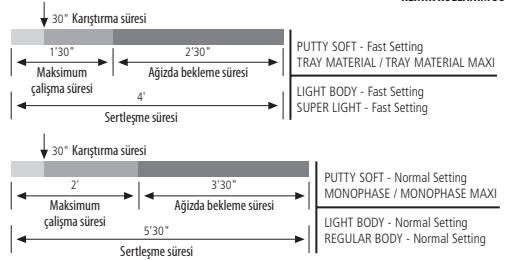 30" Karıştırma süresi
1'30"
2'30"
Maksimum
çalışma süresi
Ağizda bekleme süresi
4'
Sertleşme süresi
PUTTY SOFT - Fast Setting
TRAY MATERIAL / TRAY MATERIAL MAXI
LIGHT BODY - Fast Setting
SUPER LIGHT - Fast Setting
30" Karıştırma süresi
2'
3'30"
Maksimum
çalışma süresi
Ağizda bekleme süresi
5'30"
Sertleşme süresi
PUTTY SOFT - Normal Setting
MONOPHASE / MONOPHASE MAXI
LIGHT BODY - Normal Setting
REGULAR BODY - Normal Setting